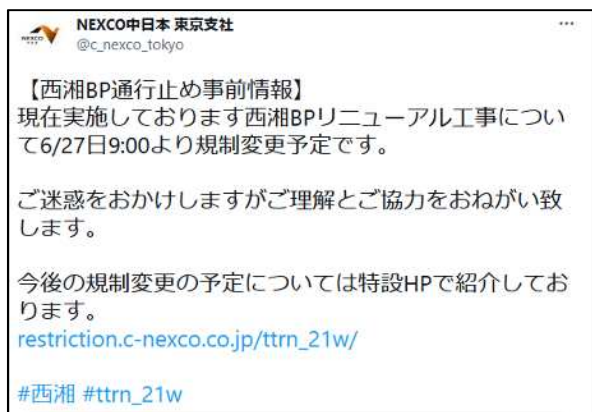 NEXCO中日本 東京支社
@c_nexco_tokyo
【西湘BP通行止め事前情報】
現在実施しております西湘BPリニューアル工事につい
て6/27日9:00より規制変更予定です。
ご迷惑をおかけしますがご理解とご協力をおねがい致
します。
今後の規制変更の予定については特設HPで紹介してお
ります。
restriction.c-nexco.co.jp/ttrn_21w/
#西湘 #ttrn_21w